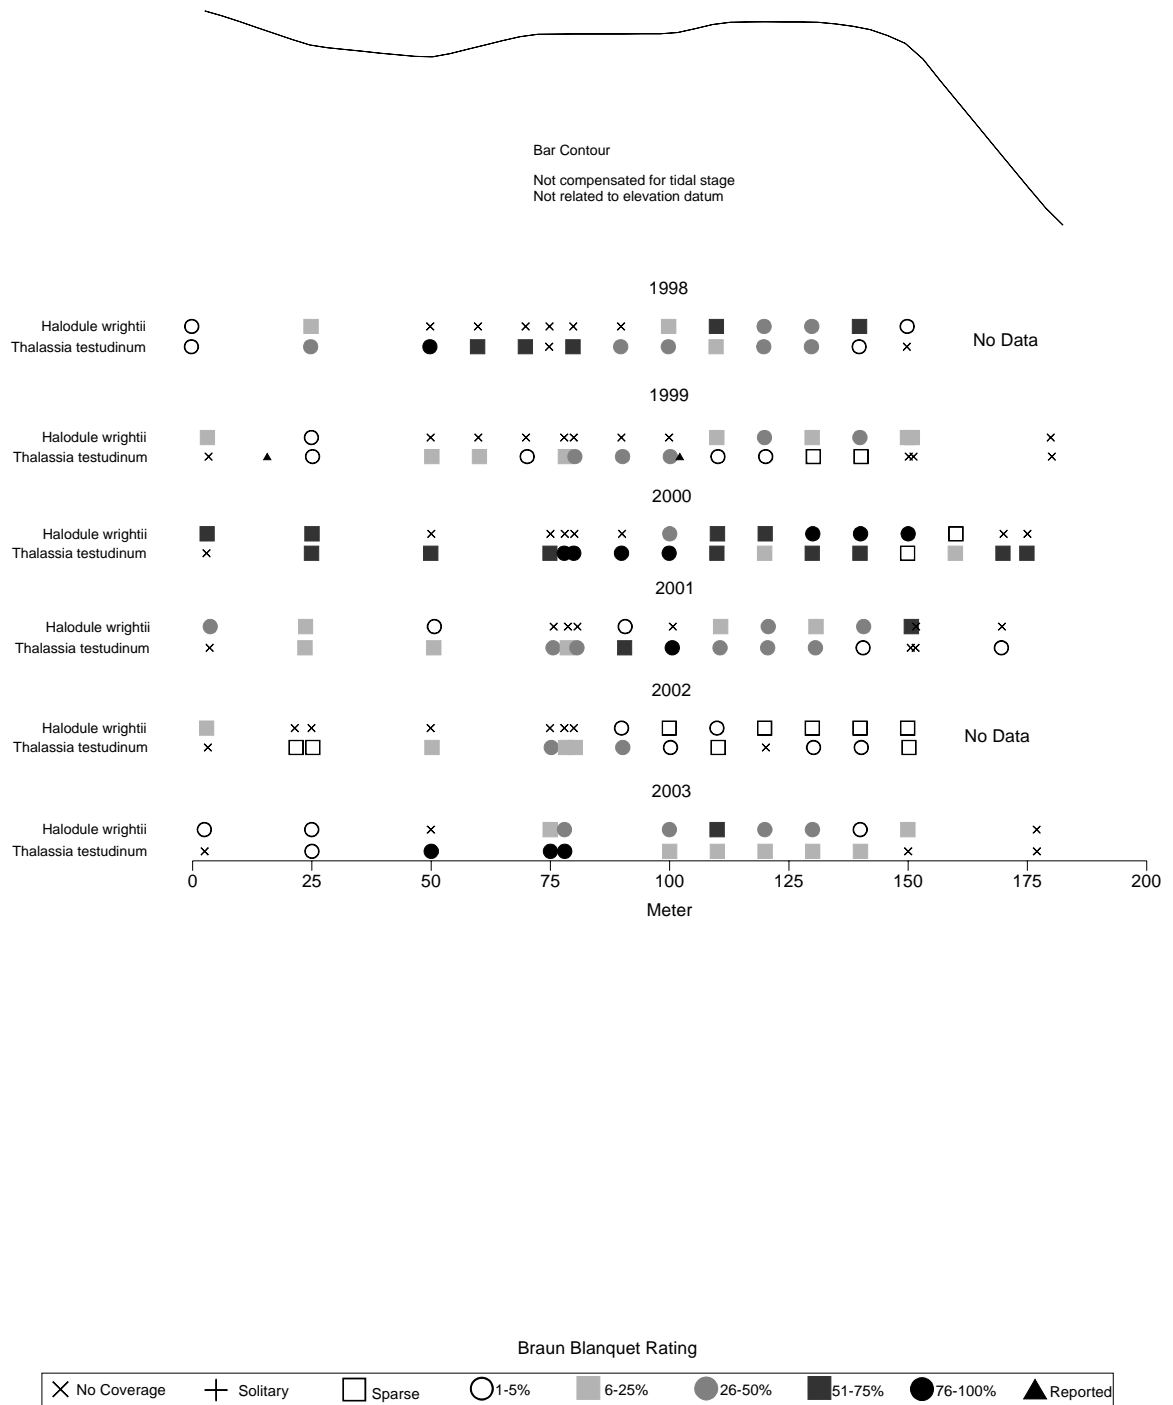 Bar Contour
Not compensated for tidal stage
Not related to elevation datum
1998
Halodule wrightii
Thalassia testudinum
No Data
1999
Halodule wrightii
Thalassia testudinum
2000
Halodule wrightii
Thalassia testudinum
2001
Halodule wrightii
Thalassia testudinum
2002
Halodule wrightii
Thalassia testudinum
No Data
2003
Halodule wrightii
Thalassia testudinum
0 25 50 75 100 125 150 175 200
Meter
Braun Blanquet Rating
No Coverage Solitary Sparse 1-5% 6-25% 26-50% 51-75% 76-100% Reported